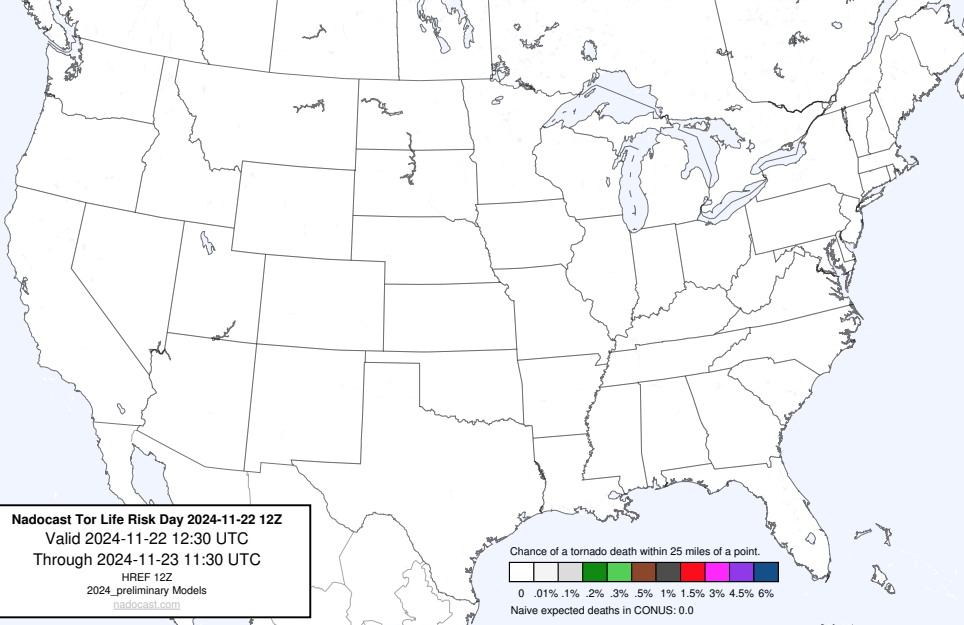 Nadocast Tor Life Risk Day 2024-11-22 12Z
Valid 2024-11-22 12:30 UTC
Through 2024-11-23 11:30 UTC
HREF 12Z
2024_preliminary Models
nadocast.com
Chance of a tornado death within 25 miles of a point.
0 .01% .1% .2% .3% .5% 1% 1.5% 3% 4.5% 6%
Naive expected deaths in CONUS: 0.0